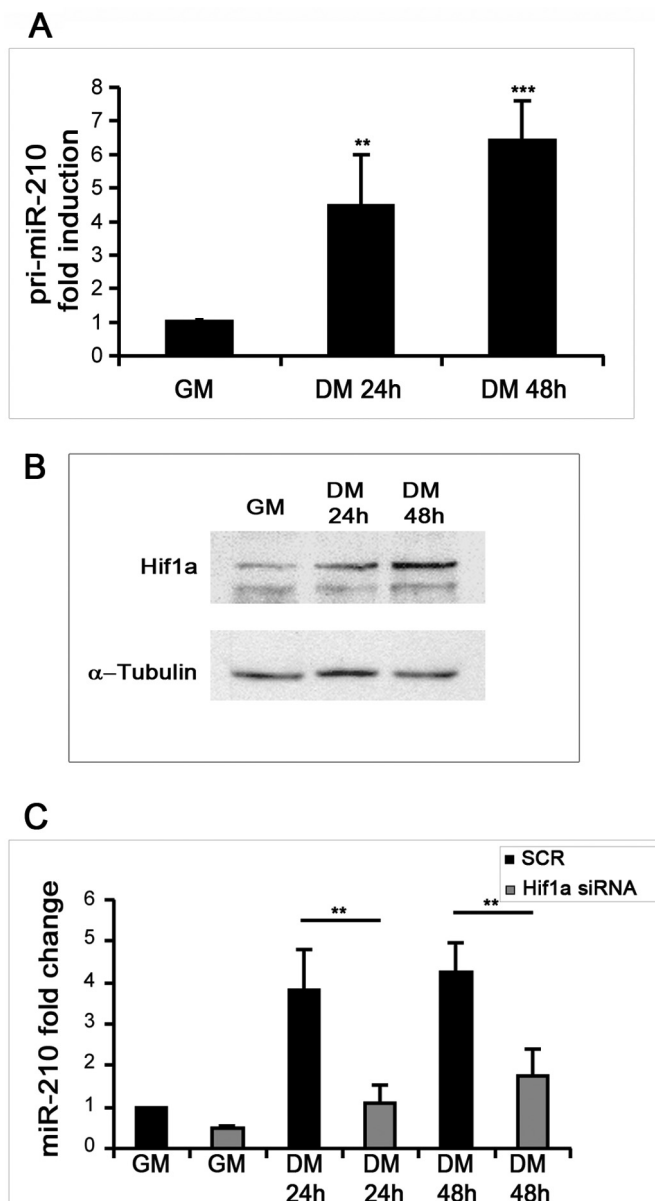 A
pri-miR-210
fold induction
8
7
6
5
4
3
2
1
0
**
***
GM DM 24h DM 48h
B
GM DM 24h DM 48h
Hif1a
α–Tubulin
C
SCR
Hif1a siRNA
miR-210 fold change
6
5
4
3
2
1
0
** **
GM GM DM DM DM DM
24h 24h 48h 48h